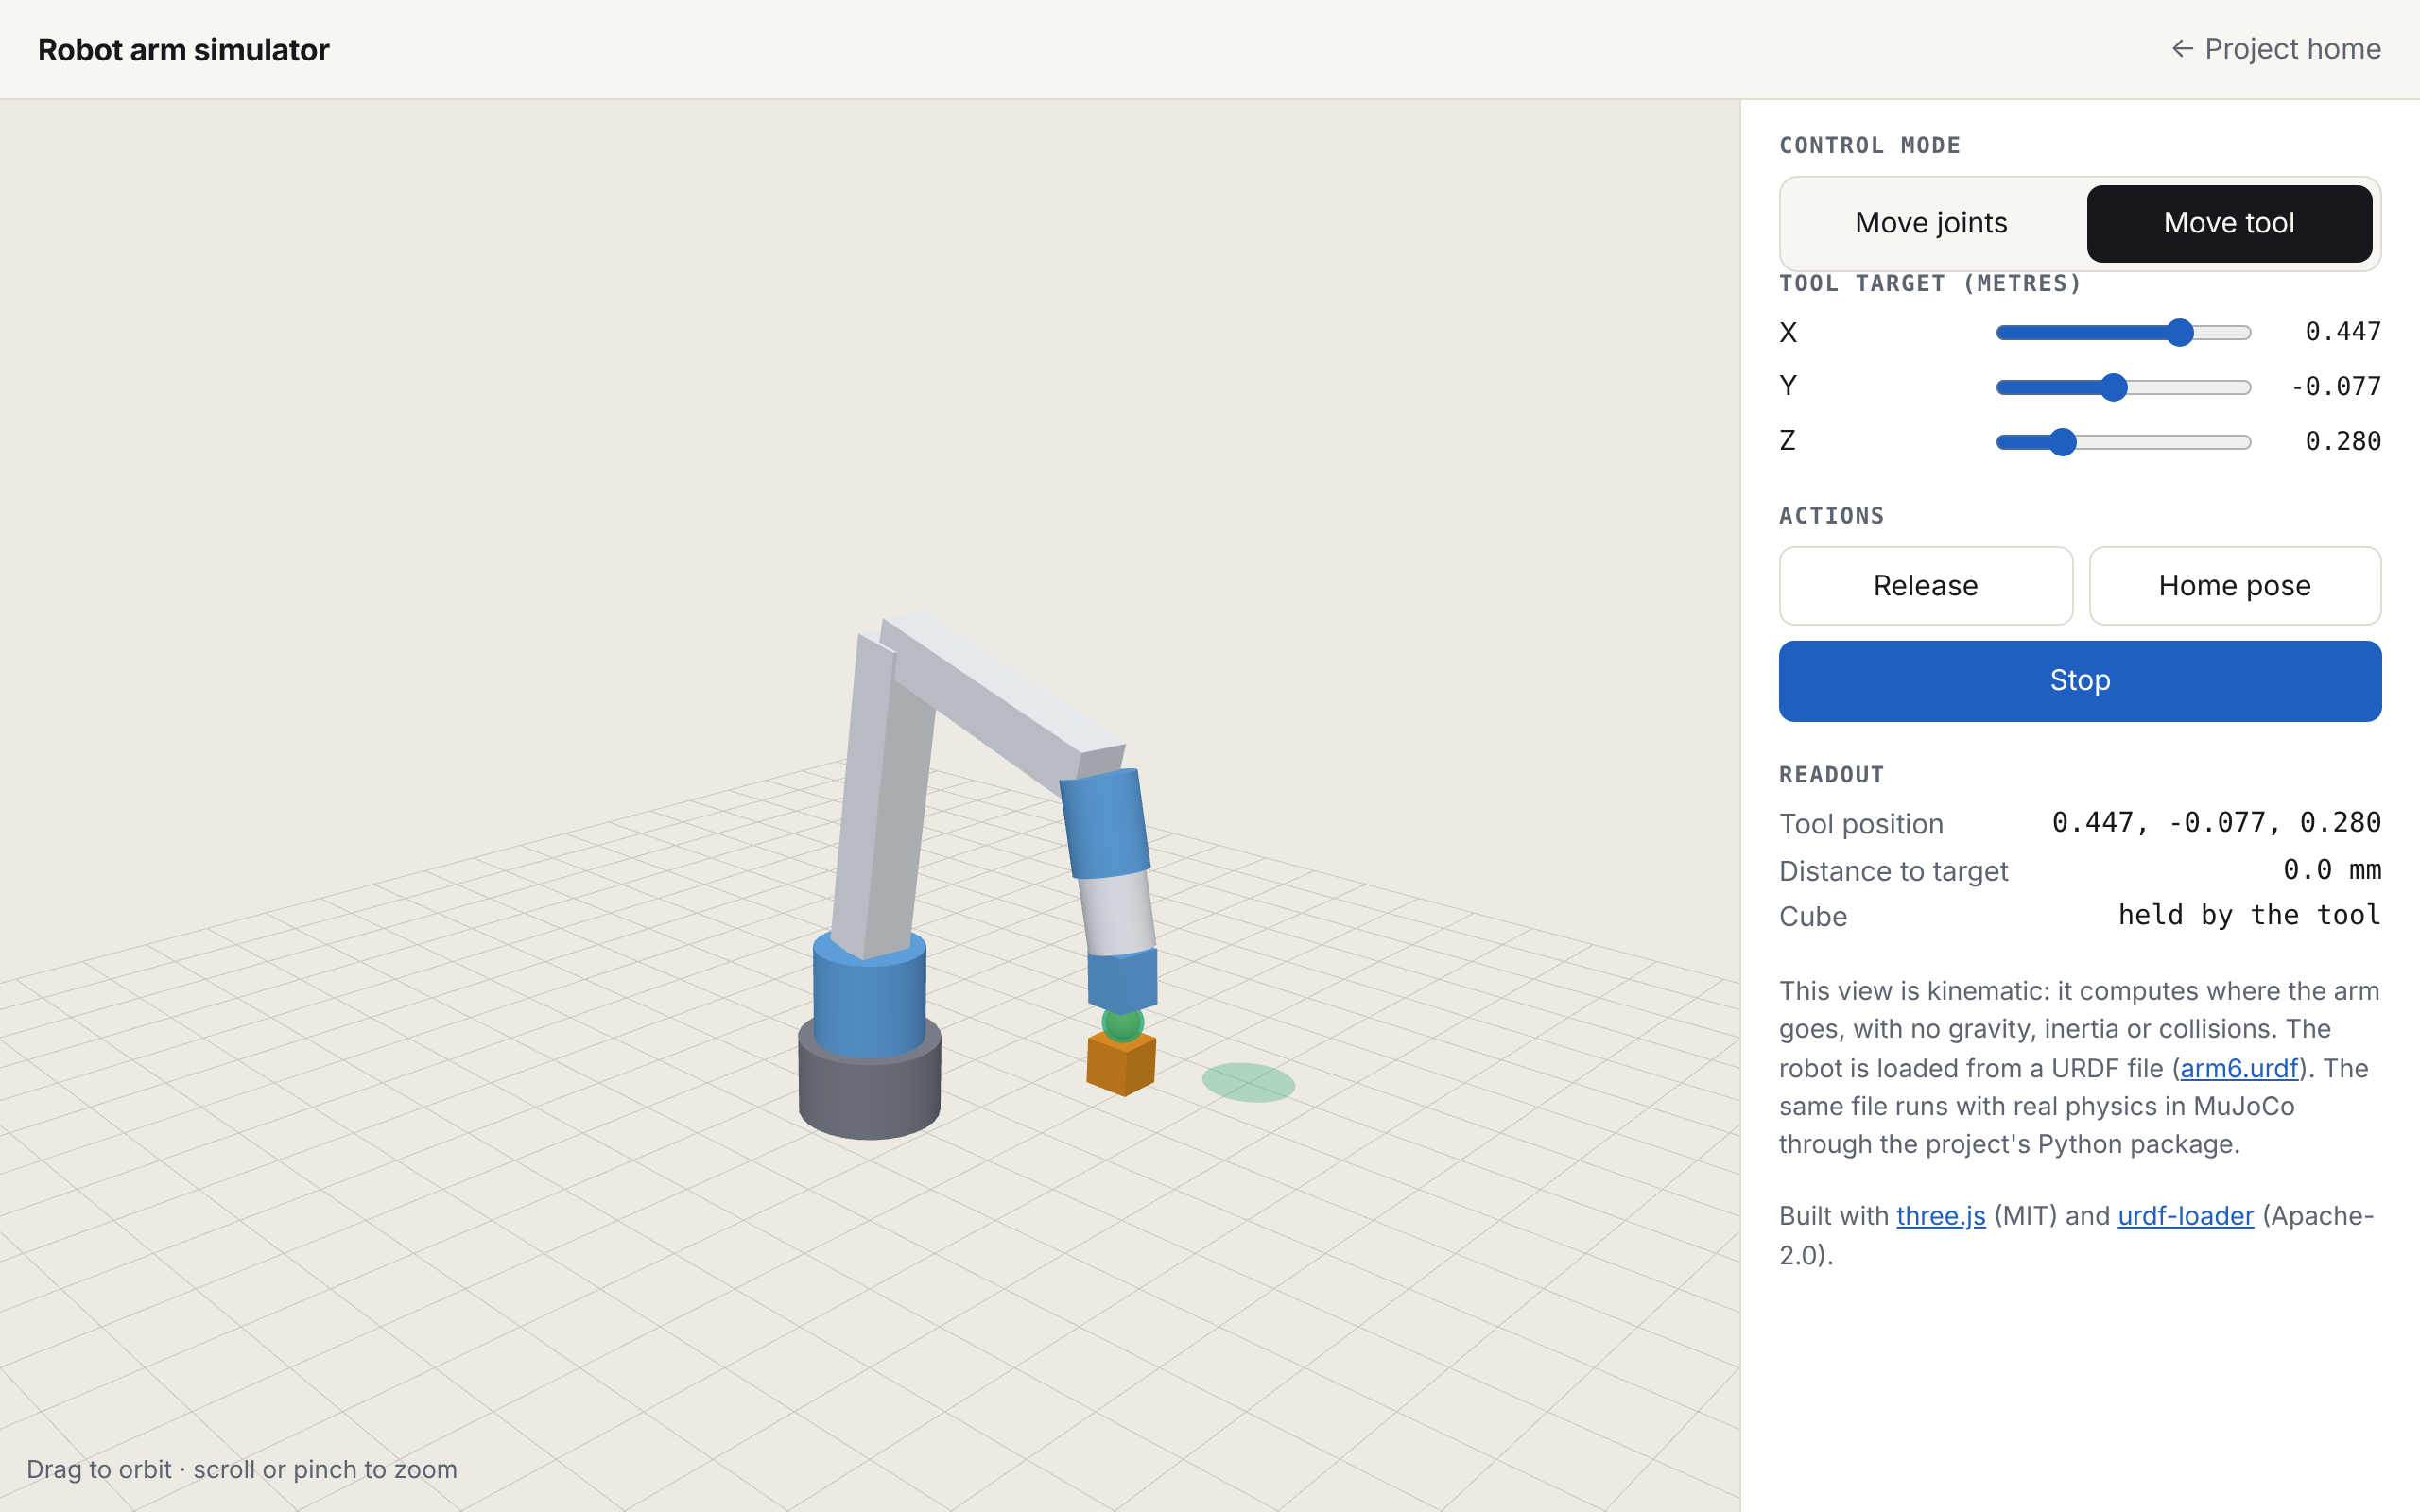 Robot arm simulator
← Project home
CONTROL MODE
Move joints
Move tool
TOOL TARGET (METRES)
X 0.447
Y -0.077
Z 0.280
ACTIONS
Release
Home pose
Stop
READOUT
Tool position 0.447, -0.077, 0.280
Distance to target 0.0 mm
Cube held by the tool
This view is kinematic: it computes where the arm
goes, with no gravity, inertia or collisions. The
robot is loaded from a URDF file (arm6.urdf). The
same file runs with real physics in MuJoCo
through the project's Python package.
Built with three.js (MIT) and urdf-loader (Apache-
2.0).
Drag to orbit · scroll or pinch to zoom